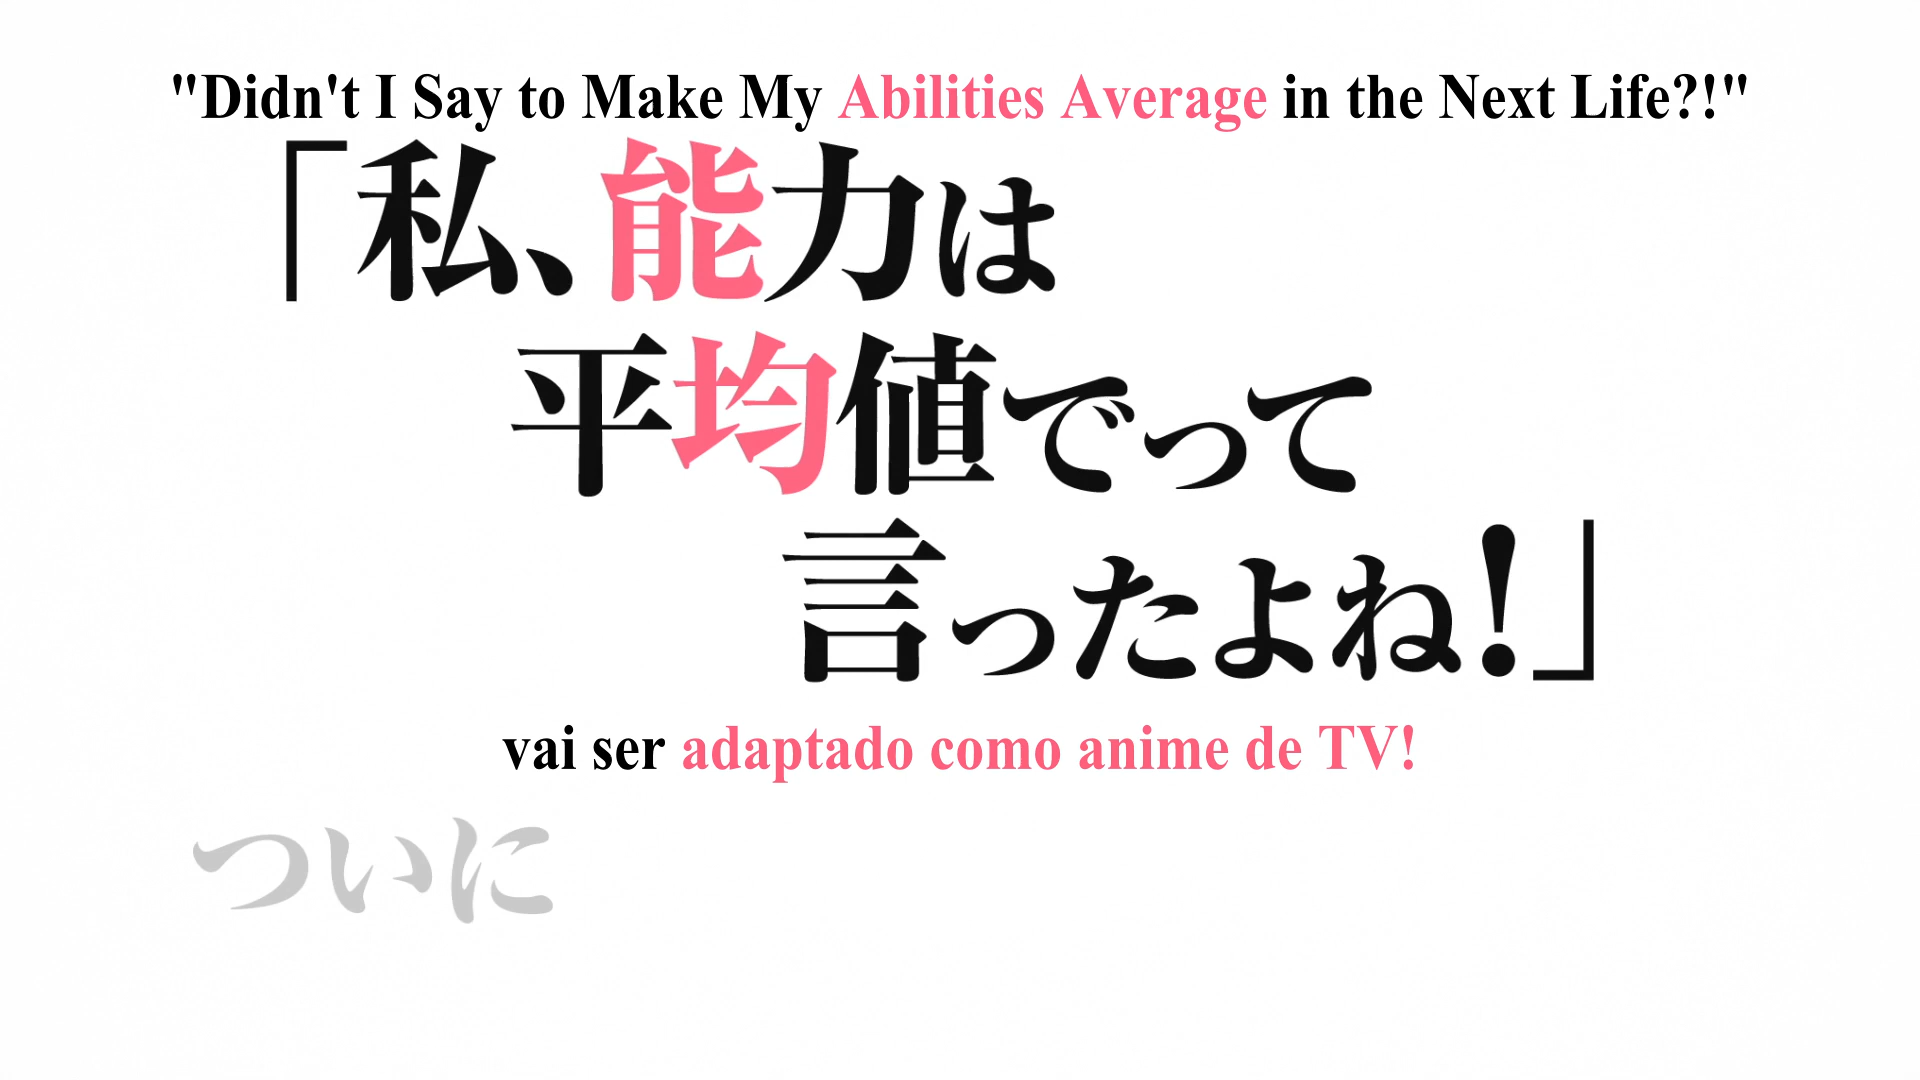 "Didn't I Say to Make My Abilities Average in the Next Life?!"
「私、能力は
平均値でって
言ったよね!」
vai ser adaptado como anime de TV!
ついに